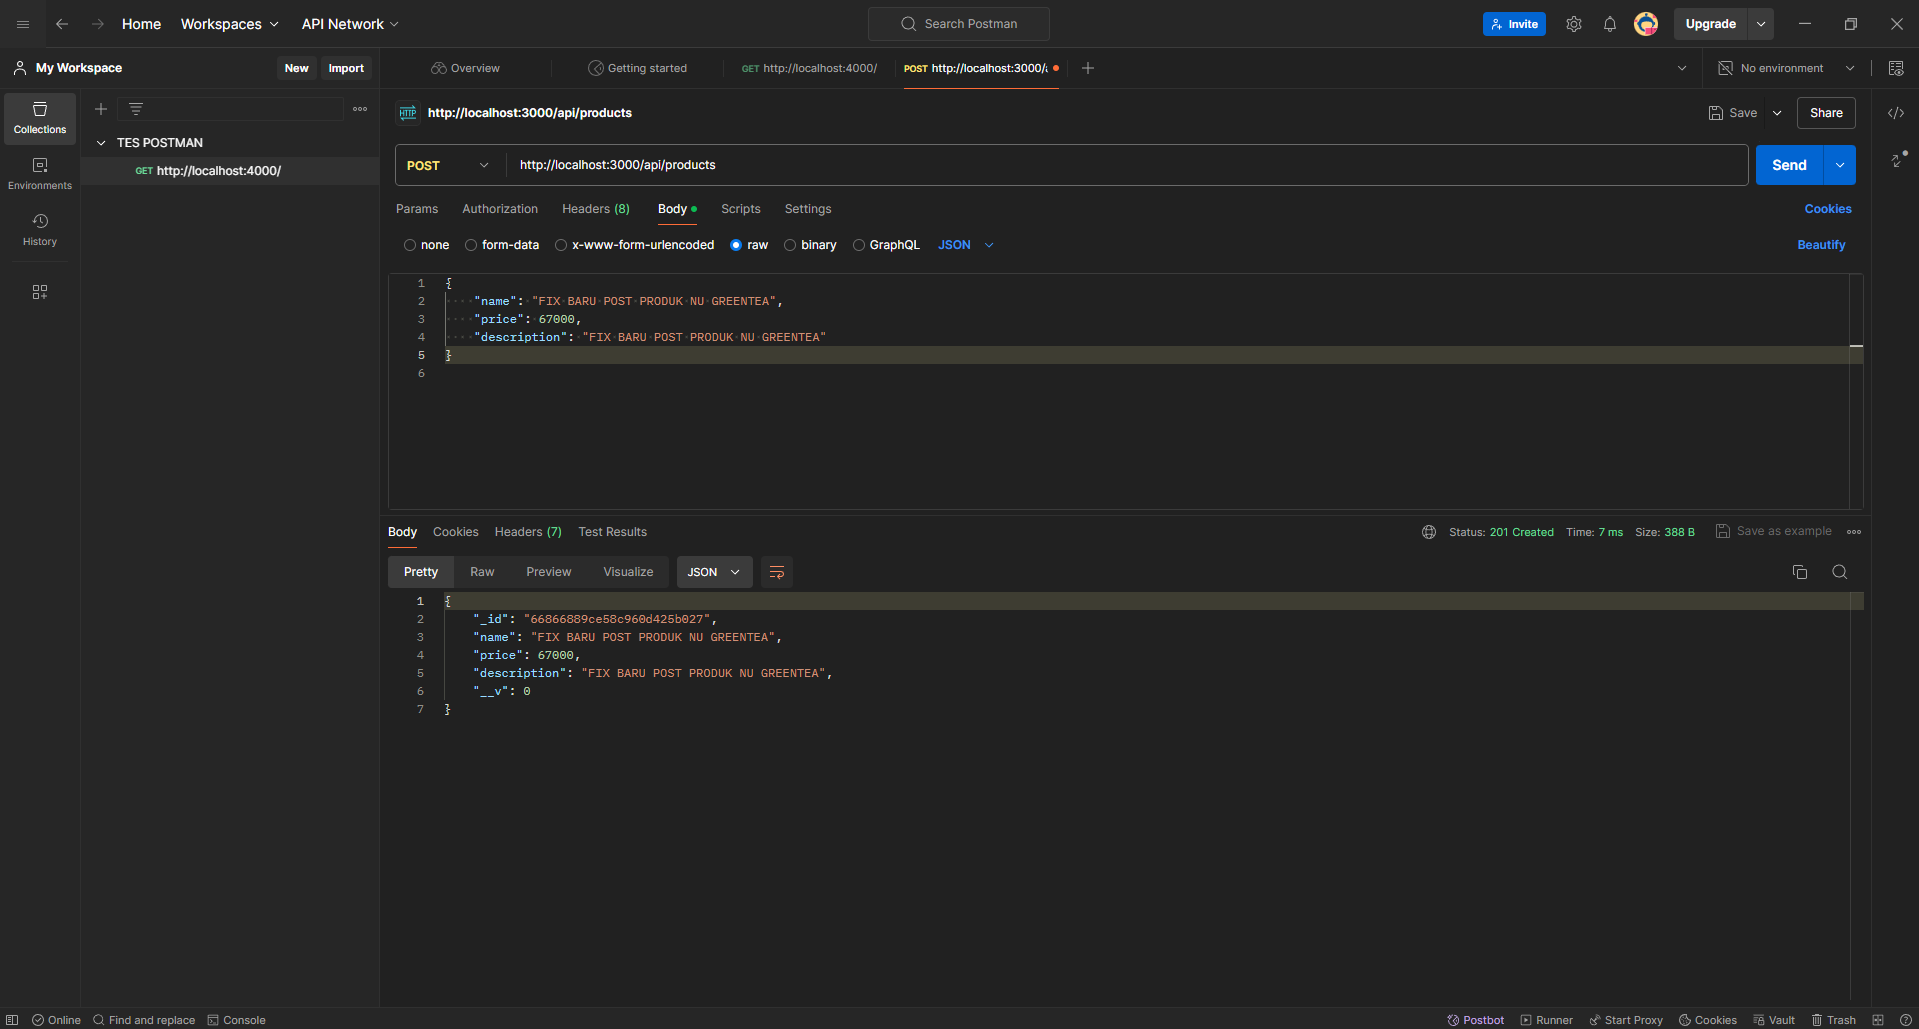 Home Workspaces API Network Search Postman Invite Upgrade
My Workspace New Import Overview Getting started GET http://localhost:4000/ POST http://localhost:3000/a No environment
Collections
Environments
History
TES POSTMAN
GET http://localhost:4000/
HTTP http://localhost:3000/api/products Save Share
POST http://localhost:3000/api/products Send
Params Authorization Headers (8) Body Scripts Settings Cookies
none form-data x-www-form-urlencoded raw binary GraphQL JSON Beautify
1 {
2 "name": "FIX BARU POST PRODUK NU GREENTEA",
3 "price": 67000,
4 "description": "FIX BARU POST PRODUK NU GREENTEA"
5 }
6
Body Cookies Headers (7) Test Results Status: 201 Created Time: 7 ms Size: 388 B Save as example
Pretty Raw Preview Visualize JSON
1 {
2 "_id": "66866889ce58c960d425b027",
3 "name": "FIX BARU POST PRODUK NU GREENTEA",
4 "price": 67000,
5 "description": "FIX BARU POST PRODUK NU GREENTEA",
6 "__v": 0
7 }
Online Find and replace Console Postbot Runner Start Proxy Cookies Vault Trash